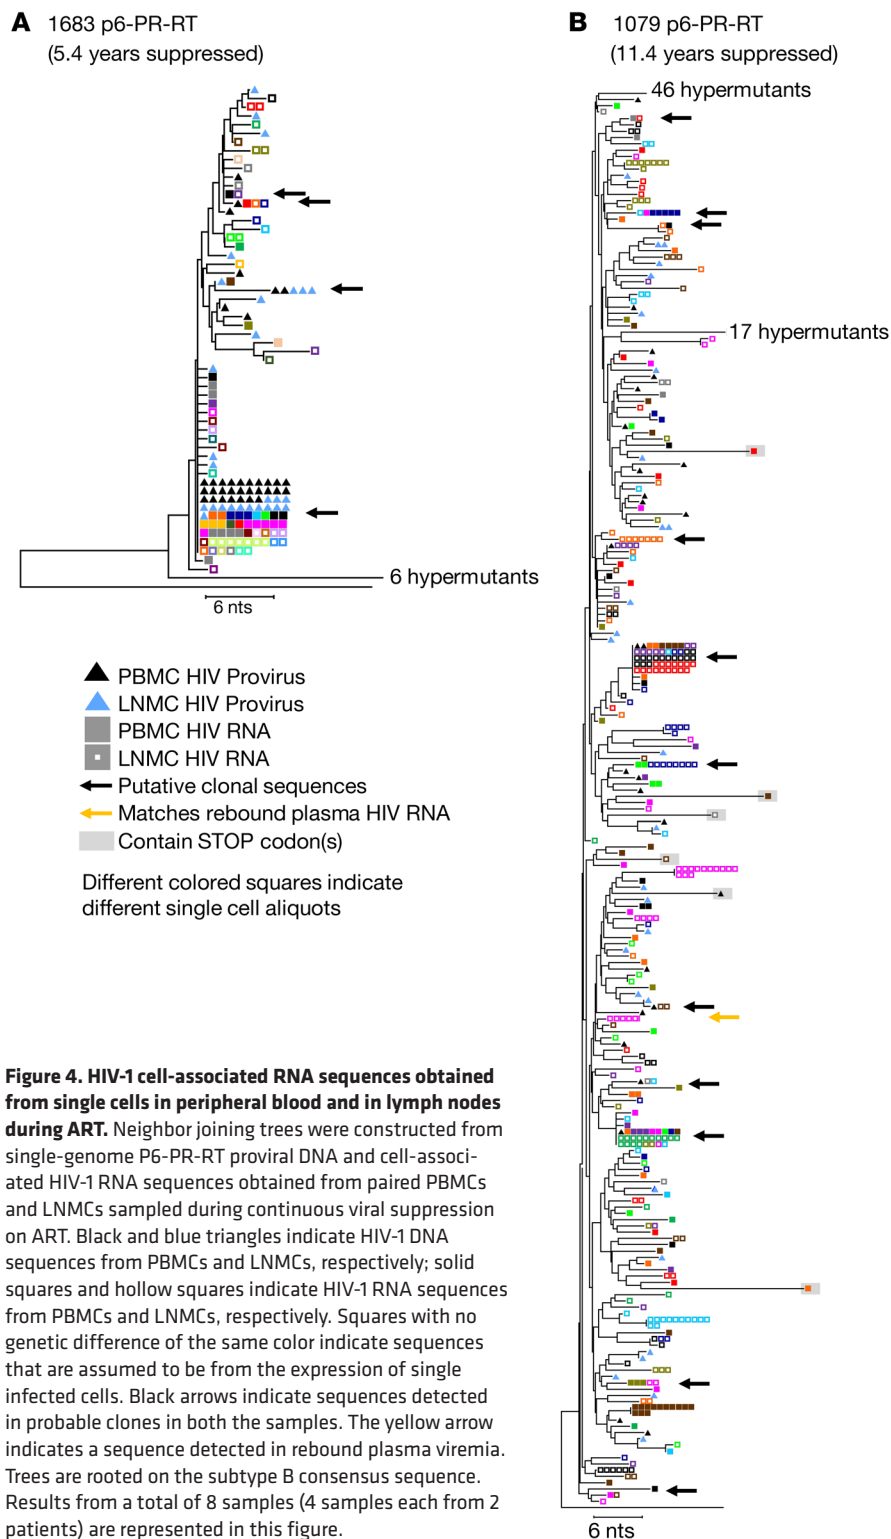 A 1683 p6-PR-RT
(5.4 years suppressed)
6 hypermutants
6 nts
PBMC HIV Provirus
LNMC HIV Provirus
PBMC HIV RNA
LNMC HIV RNA
Putative clonal sequences
Matches rebound plasma HIV RNA
Contain STOP codon(s)
Different colored squares indicate
different single cell aliquots
B 1079 p6-PR-RT
(11.4 years suppressed)
46 hypermutants
17 hypermutants
6 nts
Figure 4. HIV-1 cell-associated RNA sequences obtained
from single cells in peripheral blood and in lymph nodes
during ART. Neighbor joining trees were constructed from
single-genome P6-PR-RT proviral DNA and cell-associ-
ated HIV-1 RNA sequences obtained from paired PBMCs
and LNMCs sampled during continuous viral suppression
on ART. Black and blue triangles indicate HIV-1 DNA
sequences from PBMCs and LNMCs, respectively; solid
squares and hollow squares indicate HIV-1 RNA sequences
from PBMCs and LNMCs, respectively. Squares with no
genetic difference of the same color indicate sequences
that are assumed to be from the expression of single
infected cells. Black arrows indicate sequences detected
in probable clones in both the samples. The yellow arrow
indicates a sequence detected in rebound plasma viremia.
Trees are rooted on the subtype B consensus sequence.
Results from a total of 8 samples (4 samples each from 2
patients) are represented in this figure.